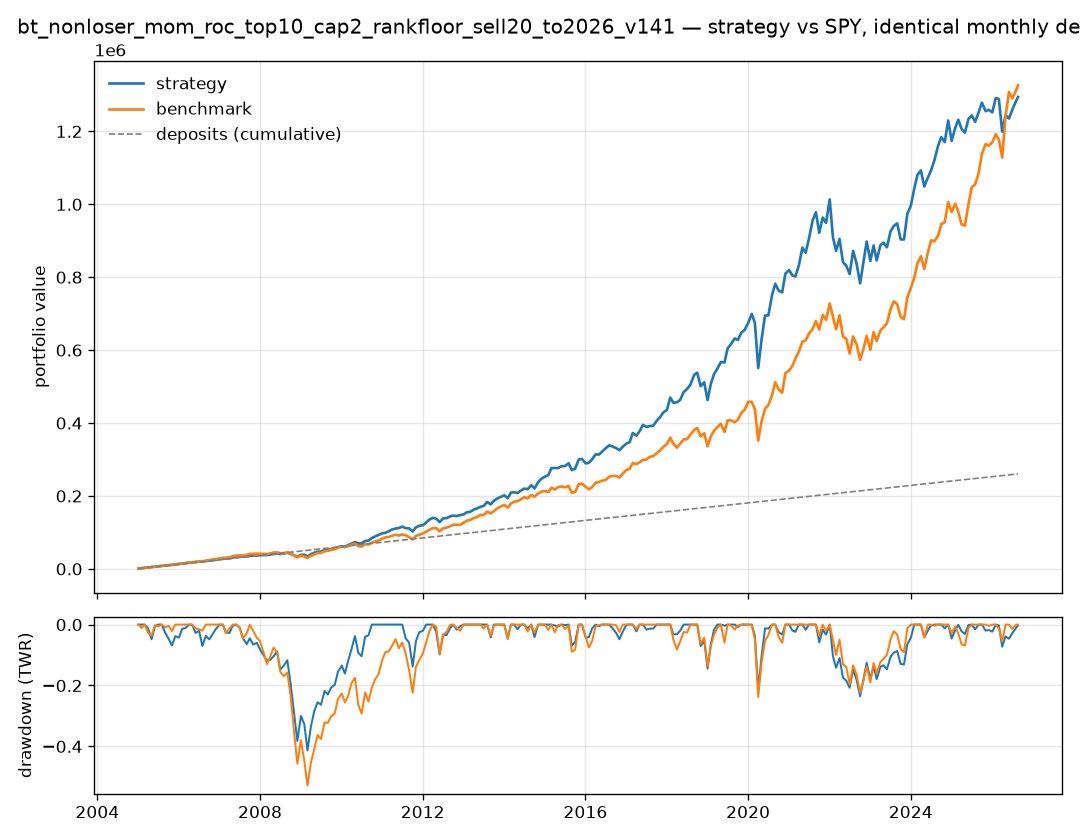 bt_nonloser_mom_roc_top10_cap2_rankfloor_sell20_to2026_v141 — strategy vs SPY, identical monthly de
1e6
strategy
benchmark
deposits (cumulative)
1.2
1.0
0.8
0.6
0.4
0.2
0.0
portfolio value
0.0
−0.2
−0.4
drawdown (TWR)
2004
2008
2012
2016
2020
2024